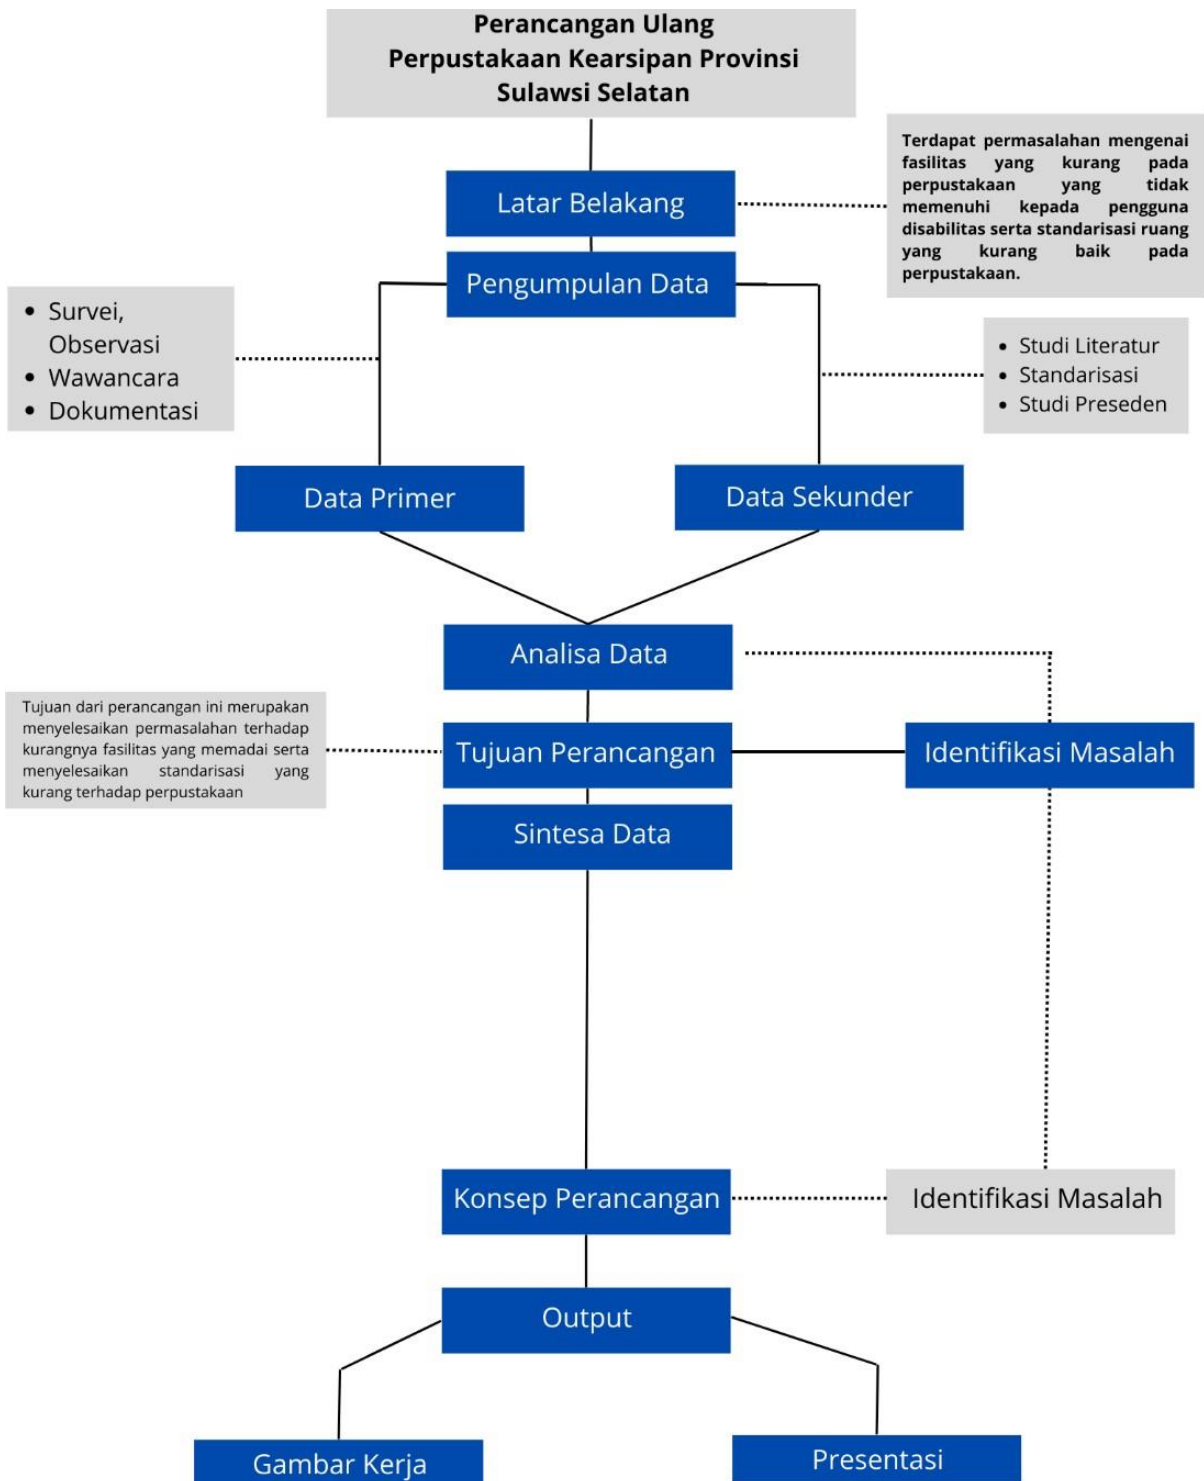 Perancangan Ulang
Perpustakaan Kearsipan Provinsi
Sulawsi Selatan
Terdapat permasalahan mengenai
fasilitas yang kurang pada
perpustakaan yang tidak
memenuhi kepada pengguna
disabilitas serta standarisasi ruang
yang kurang baik pada
perpustakaan.
Latar Belakang
Pengumpulan Data
• Survei,
Observasi
• Wawancara
• Dokumentasi
• Studi Literatur
• Standarisasi
• Studi Preseden
Data Primer
Data Sekunder
Analisa Data
Tujuan dari perancangan ini merupakan
menyelesaikan permasalahan terhadap
kurangnya fasilitas yang memadai serta
menyelesaikan standarisasi yang
kurang terhadap perpustakaan
Tujuan Perancangan
Identifikasi Masalah
Sintesa Data
Konsep Perancangan
Identifikasi Masalah
Output
Gambar Kerja
Presentasi